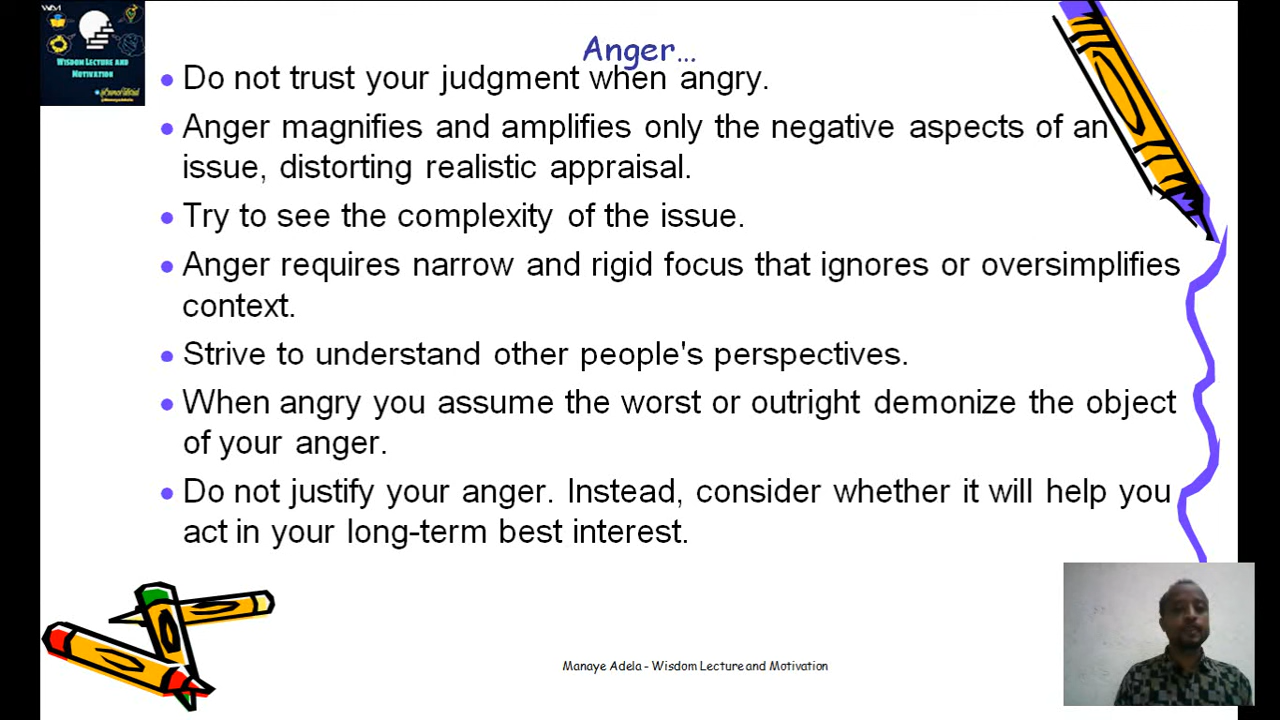 WDA
WISDOM LECTURE AND
MOTIVATION
Anger...
Do not trust your judgment when angry.
Anger magnifies and amplifies only the negative aspects of an
issue, distorting realistic appraisal.
Try to see the complexity of the issue.
Anger requires narrow and rigid focus that ignores or oversimplifies
context.
Strive to understand other people's perspectives.
When angry you assume the worst or outright demonize the object
of your anger.
Do not justify your anger. Instead, consider whether it will help you
act in your long-term best interest.
Manaye Adela - Wisdom Lecture and Motivation